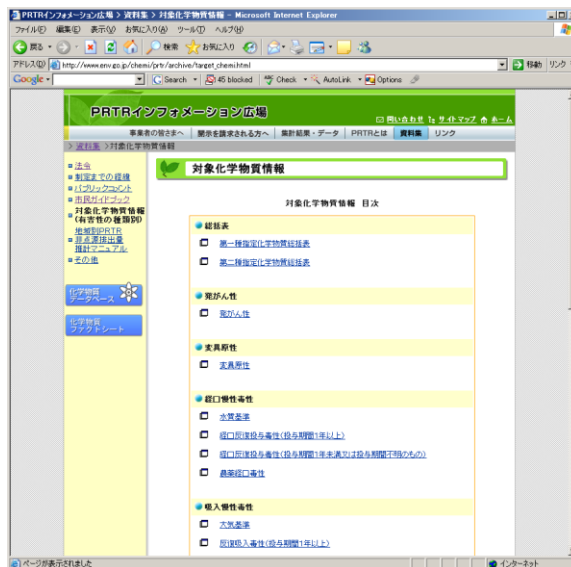 PRTRインフォメーション広場 > 資料集 > 対象化学物質情報 - Microsoft Internet Explorer
ファイル(F) 編集(E) 表示(V) お気に入り(A) ツール(T) ヘルプ(H)
戻る 検索 お気に入り
アドレス(D) http://www.env.go.jp/chemi/prtr/archive/target_chemi.html 移動 リンク
Google Search 65 blocked Check AutoLink Options
PRTRインフォメーション広場
問い合わせ サイトマップ ホーム
事業者の皆さまへ 開示を請求される方へ 集計結果・データ PRTRとは 資料集 リンク
> 資料集 >対象化学物質情報
法令
制定までの経緯
パブリックコメント
市民ガイドブック
対象化学物質情報
(有害性の種類別)
地域別PRTR
非点源排出量
推計マニュアル
その他
化学物質
データベース
化学物質
ファクトシート
対象化学物質情報
対象化学物質情報 目次
総括表
第一種指定化学物質総括表
第二種指定化学物質総括表
発がん性
発がん性
変異原性
変異原性
経口慢性毒性
水質基準
経口反復投与毒性(投与期間1年以上)
経口反復投与毒性(投与期間1年未満又は投与期間不明のもの)
農薬経口毒性
吸入慢性毒性
大気基準
反復吸入毒性(投与期間1年以上)
ページが表示されました インターネット